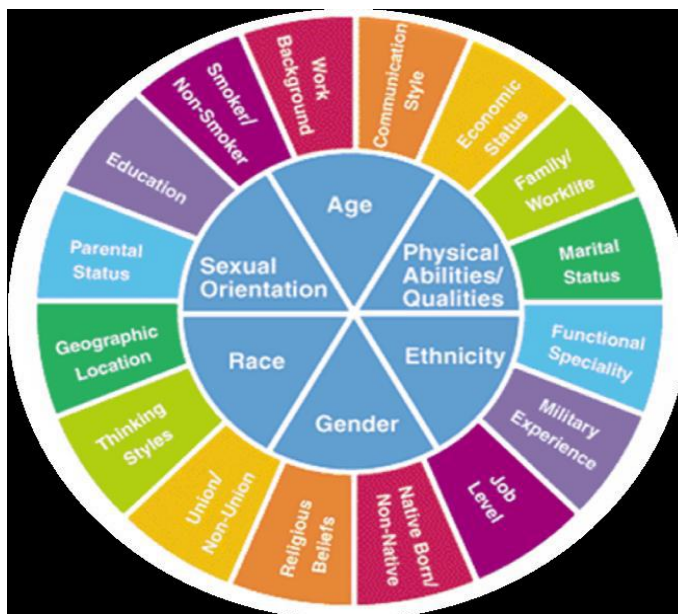 Work
Background
Communication
Style
Economic
Status
Family/
Worklife
Marital
Status
Functional
Speciality
Military
Experience
Job
Level
Native Born/
Non-Native
Religious
Beliefs
Union/
Non-Union
Thinking
Styles
Geographic
Location
Parental
Status
Education
Smoker/
Non-Smoker
Age
Physical
Abilities/
Qualities
Ethnicity
Gender
Race
Sexual
Orientation